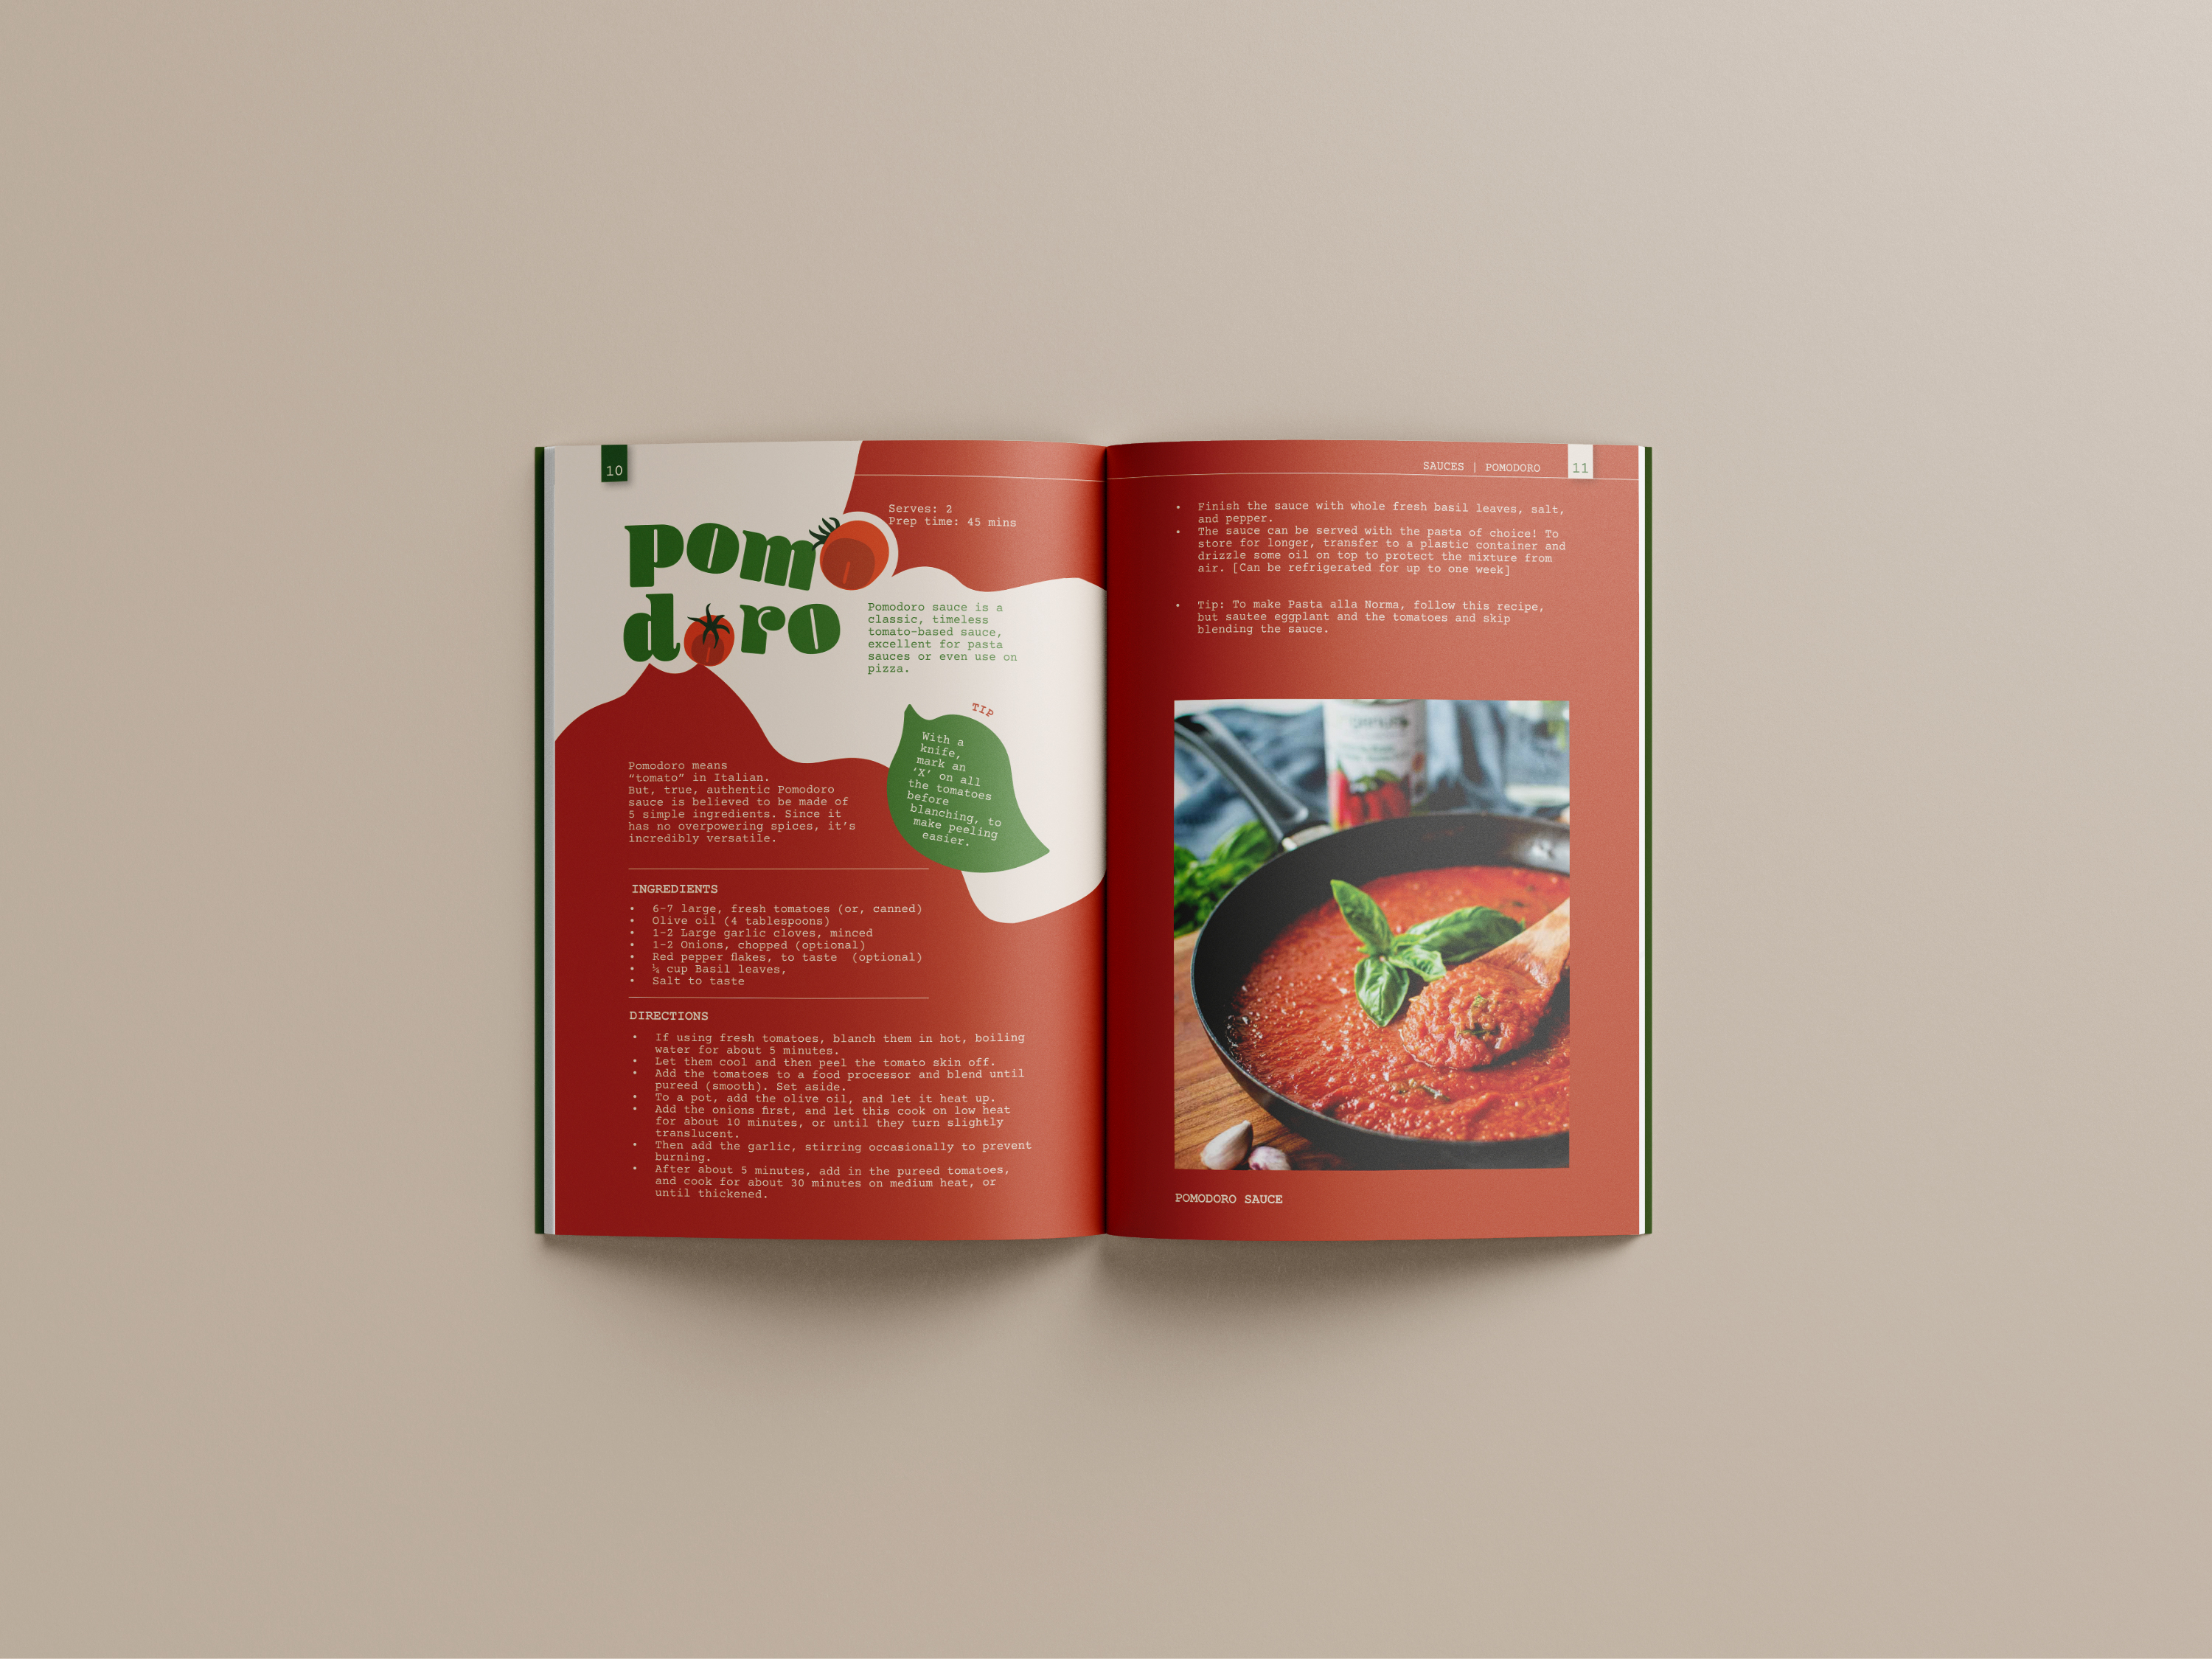 10
pomodoro
Serves: 2
Prep time: 45 mins
Pomodoro sauce is a
classic, timeless
tomato-based sauce,
excellent for pasta
sauces or even use on
pizza.
TIP
With a
knife,
mark an
‘X’ on all
the tomatoes
before
blanching, to
make peeling
easier.
Pomodoro means
“tomato” in Italian.
But, true, authentic Pomodoro
sauce is believed to be made of
5 simple ingredients. Since it
has no overpowering spices, it’s
incredibly versatile.
INGREDIENTS
• 6-7 large, fresh tomatoes (or, canned)
• Olive oil (4 tablespoons)
• 1-2 Large garlic cloves, minced
• 1-2 Onions, chopped (optional)
• Red pepper flakes, to taste (optional)
• ¼ cup Basil leaves,
• Salt to taste
DIRECTIONS
• If using fresh tomatoes, blanch them in hot, boiling
water for about 5 minutes.
• Let them cool and then peel the tomato skin off.
• Add the tomatoes to a food processor and blend until
pureed (smooth). Set aside.
• To a pot, add the olive oil, and let it heat up.
• Add the onions first, and let this cook on low heat
for about 10 minutes, or until they turn slightly
translucent.
• Then add the garlic, stirring occasionally to prevent
burning.
• After about 5 minutes, add in the pureed tomatoes,
and cook for about 30 minutes on medium heat, or
until thickened.
SAUCES | POMODORO
11
• Finish the sauce with whole fresh basil leaves, salt,
and pepper.
• The sauce can be served with the pasta of choice! To
store for longer, transfer to a plastic container and
drizzle some oil on top to protect the mixture from
air. [Can be refrigerated for up to one week]
• Tip: To make Pasta alla Norma, follow this recipe,
but sautee eggplant and the tomatoes and skip
blending the sauce.
POMODORO SAUCE